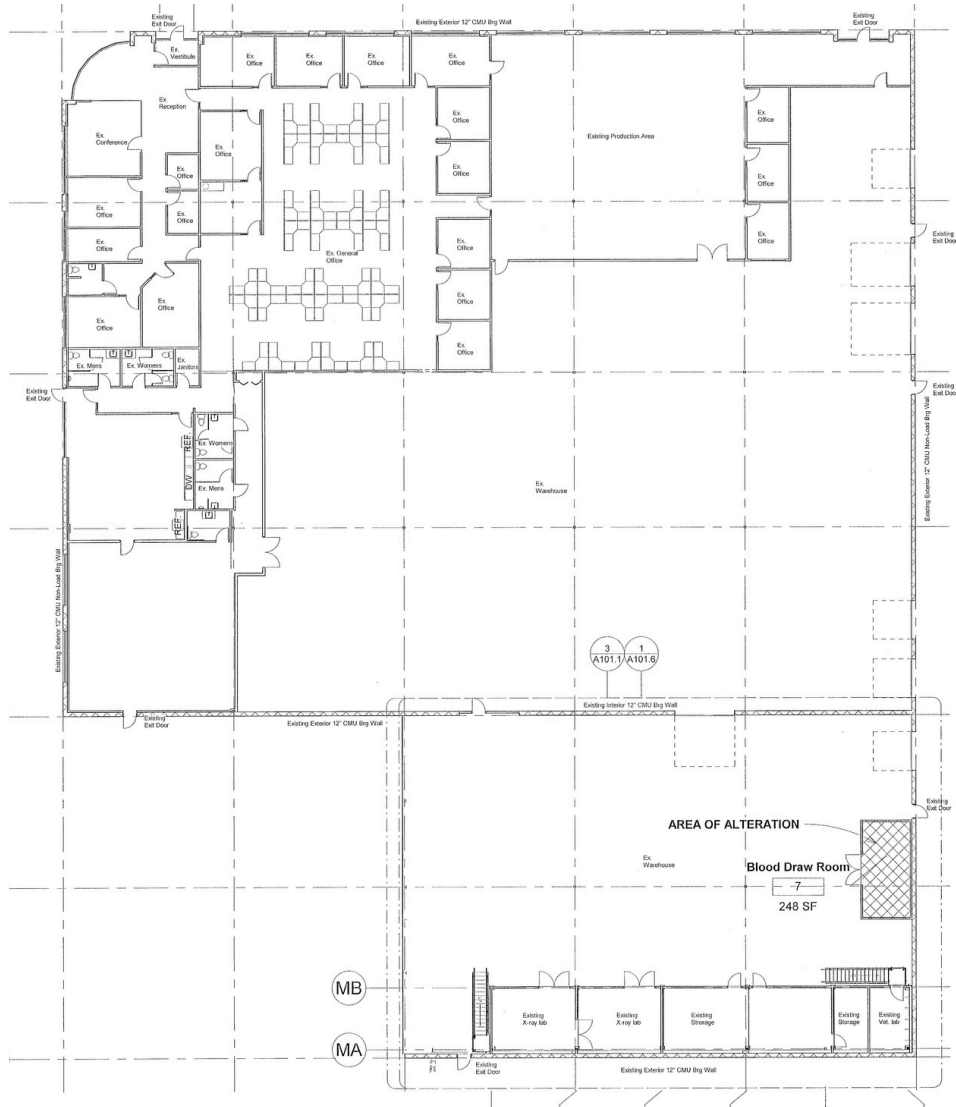 Existing
Exit Door
Existing Exterior 12" CMU Brg Wall
Existing
Exit Door
Ex.
Vestibule
Ex.
Office
Ex.
Office
Ex.
Office
Ex.
Office
Ex.
Reception
Ex.
Conference
Ex.
Office
Ex.
Office
Ex.
Office
Existing Production Area
Ex.
Office
Ex.
Office
Ex.
Office
Ex.
Office
Ex.
Office
Ex.
Office
Ex.
Office
Ex.
Office
Ex.
Office
Existing
Exit Door
Ex.
Office
Ex. General
Office
Ex.
Office
Ex.
Office
Ex.
Office
Ex.
Office
Ex. Mens
Ex. Womens
Ex.
Janitors
Existing
Exit Door
Existing
Exit Door
REF.
DW
Ex. Womens
Ex. Mens
REF.
Ex.
Warehouse
Existing Exterior 12" CMU Non-Load Brg Wall
Existing Exterior 12" CMU Non-Load Brg Wall
3
A101.1
1
A101.6
Existing Interior 12" CMU Brg Wall
Existing
Exit Door
Existing Exterior 12" CMU Brg Wall
Existing
Exit Door
AREA OF ALTERATION
Ex.
Warehouse
Blood Draw Room
7
248 SF
MB
MA
Existing
X-ray lab
Existing
X-ray lab
Existing
Strorage
Existing
Storage
Existing
Vet. lab
Existing
Exit Door
Existing Exterior 12" CMU Brg Wall